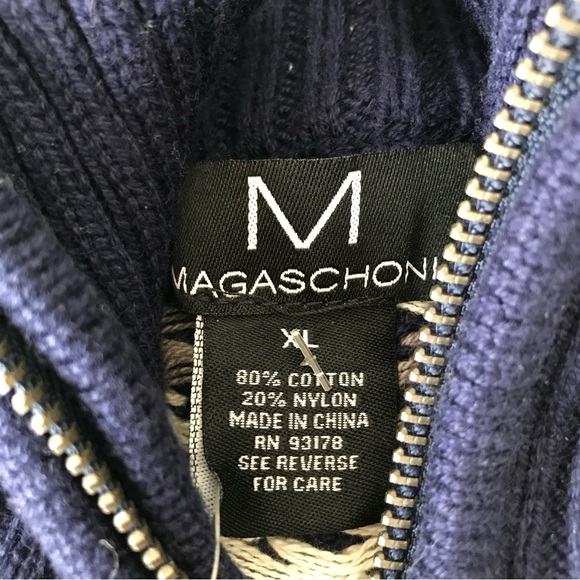 M
MAGASCHONI
XL
80% COTTON
20% NYLON
MADE IN CHINA
RN 93178
SEE REVERSE
FOR CARE